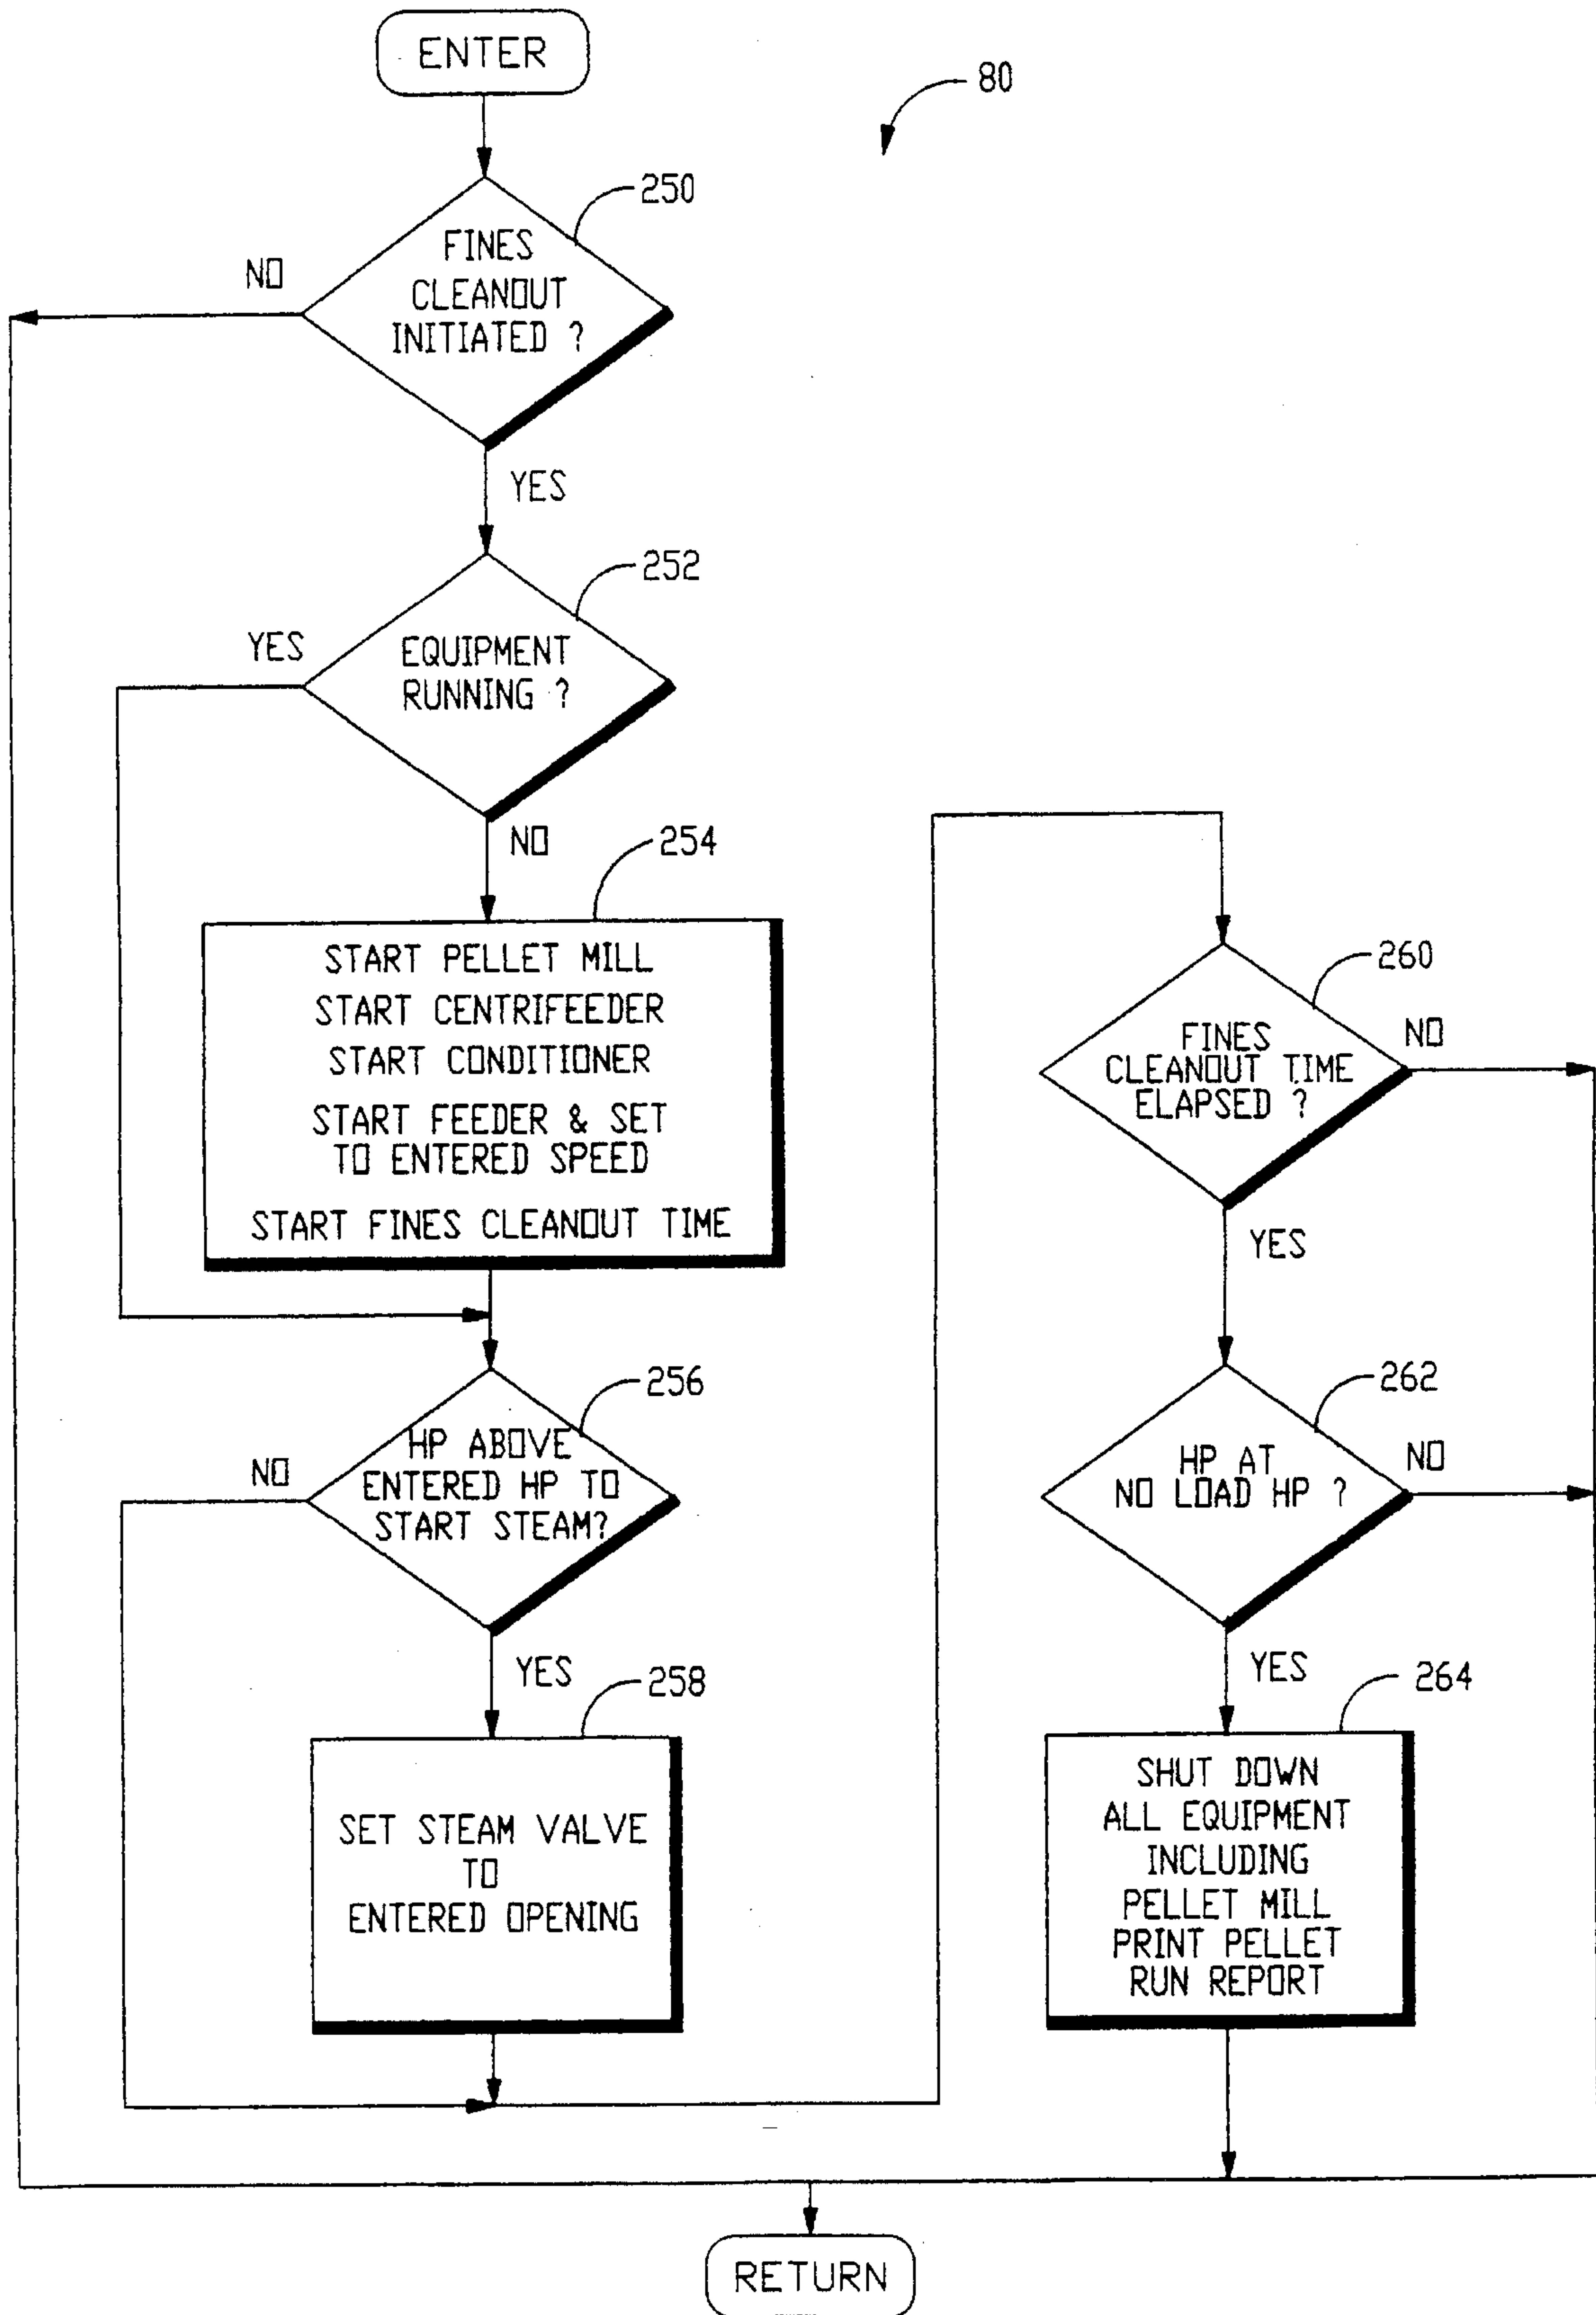 ENTER
80
250
FINES
CLEANOUT
INITIATED ?
NO
YES
252
EQUIPMENT
RUNNING ?
YES
NO
254
START PELLET MILL
START CENTRIFEEDER
START CONDITIONER
START FEEDER & SET
TO ENTERED SPEED
START FINES CLEANOUT TIME
256
HP ABOVE
ENTERED HP TO
START STEAM?
NO
YES
258
SET STEAM VALVE
TO
ENTERED OPENING
260
FINES
CLEANOUT TIME
ELAPSED ?
NO
YES
262
HP AT
NO LOAD HP ?
NO
YES
264
SHUT DOWN
ALL EQUIPMENT
INCLUDING
PELLET MILL
PRINT PELLET
RUN REPORT
RETURN